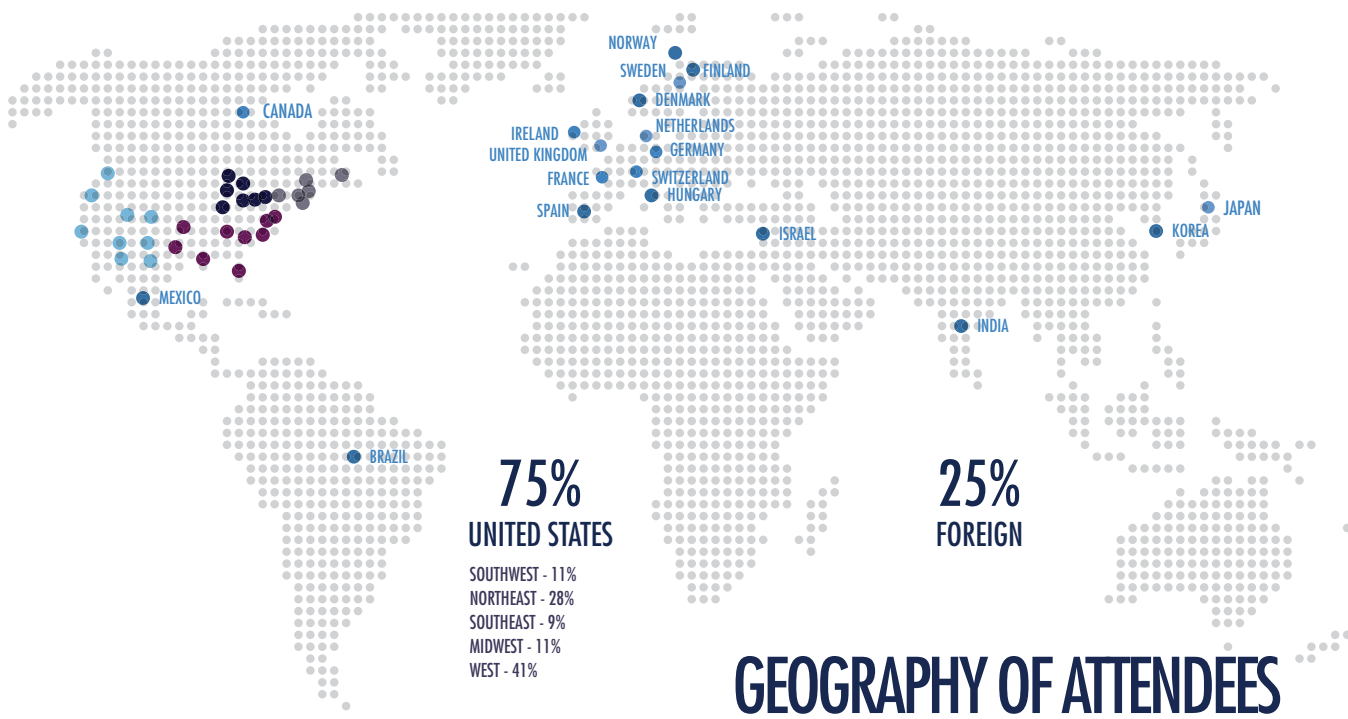 NORWAY
SWEDEN
FINLAND
DENMARK
CANADA
IRELAND
NETHERLANDS
UNITED KINGDOM
GERMANY
FRANCE
SWITZERLAND
HUNGARY
SPAIN
JAPAN
ISRAEL
KOREA
MEXICO
INDIA
BRAZIL
75%
UNITED STATES
SOUTHWEST - 11%
NORTHEAST - 28%
SOUTHEAST - 9%
MIDWEST - 11%
WEST - 41%
25%
FOREIGN
GEOGRAPHY OF ATTENDEES